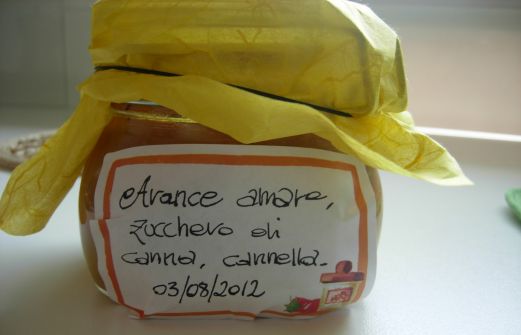 Arance amare,
zucchero di
canna, cannella.
03/08/2012